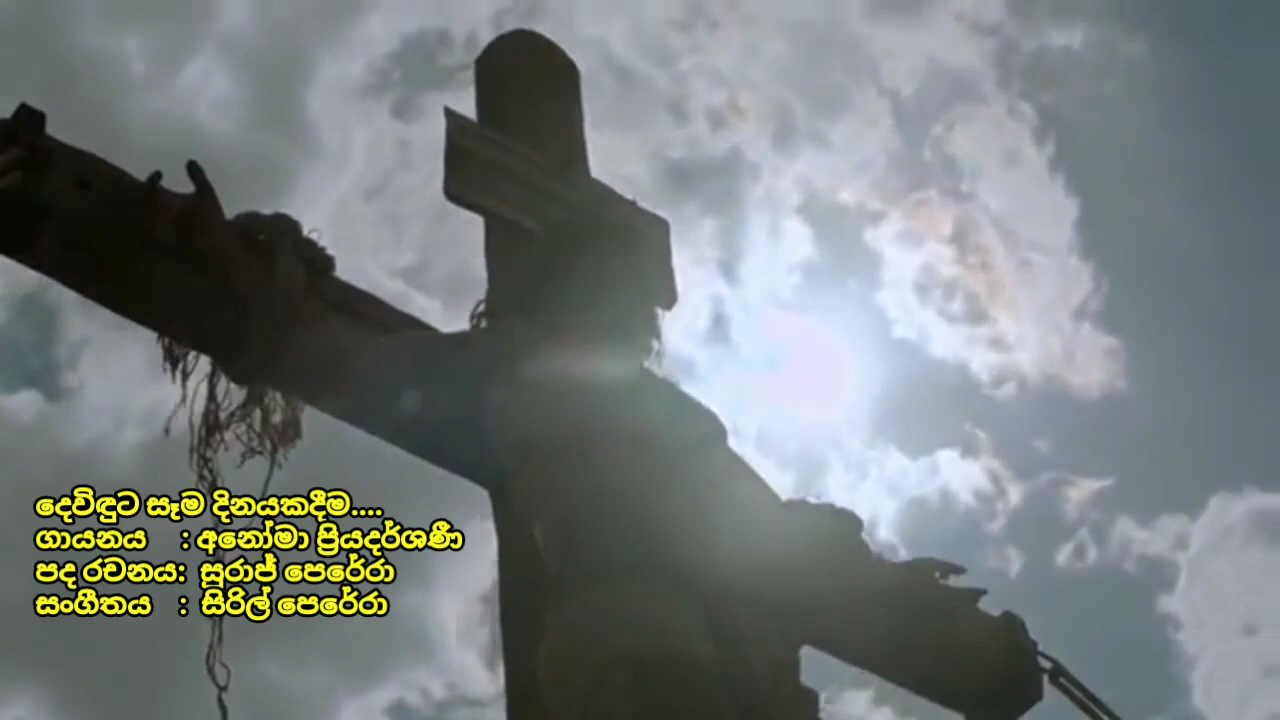 දෙවිඳුට සෑම දිනයකදීම....
ගායනය : අනෝමා ප්‍රියදර්ශණී
පද රචනය: සූරාජ් පෙරේරා
සංගීතය : සිරිල් පෙරේරා